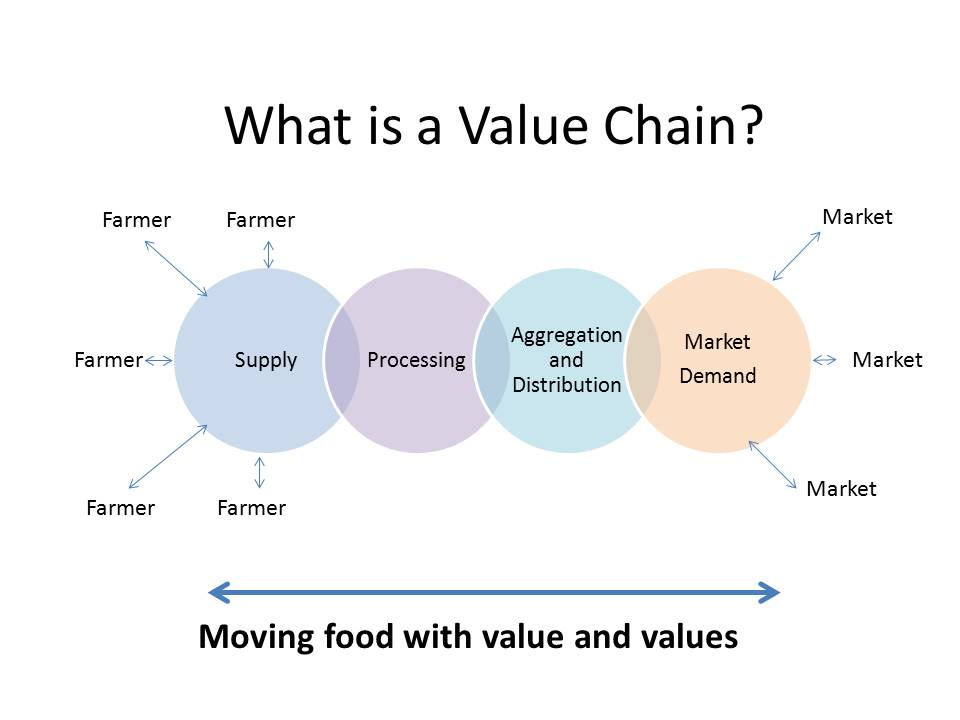 What is a Value Chain?
Farmer
Farmer
Market
Farmer
Supply
Processing
Aggregation
and
Distribution
Market
Demand
Market
Farmer
Farmer
Market
Moving food with value and values